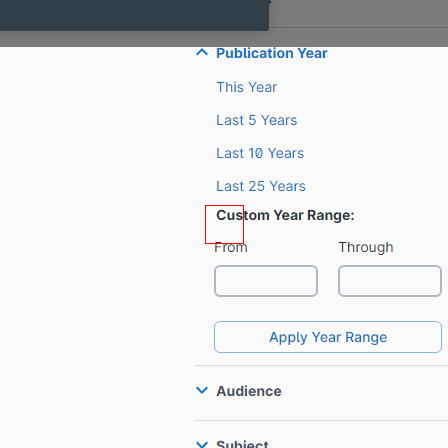 Publication Year
This Year
Last 5 Years
Last 10 Years
Last 25 Years
Custom Year Range:
From Through
Apply Year Range
Audience
Subject